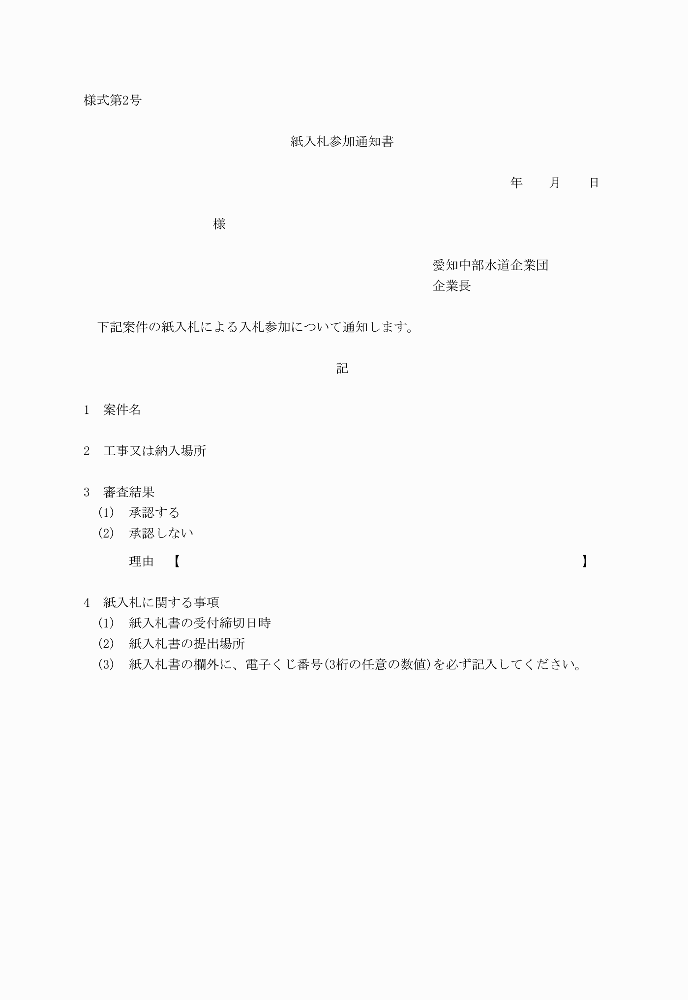 様式第2号
紙入札参加通知書
年　　月　　日
様
愛知中部水道企業団
企業長
下記案件の紙入札による入札参加について通知します。
記
1　案件名
2　工事又は納入場所
3　審査結果
(1)　承認する
(2)　承認しない
理由　【　　　　　　　　　　　　　　　　　　　　　　　　　　　　　　　】
4　紙入札に関する事項
(1)　紙入札書の受付締切日時
(2)　紙入札書の提出場所
(3)　紙入札書の欄外に、電子くじ番号(3桁の任意の数値)を必ず記入してください。